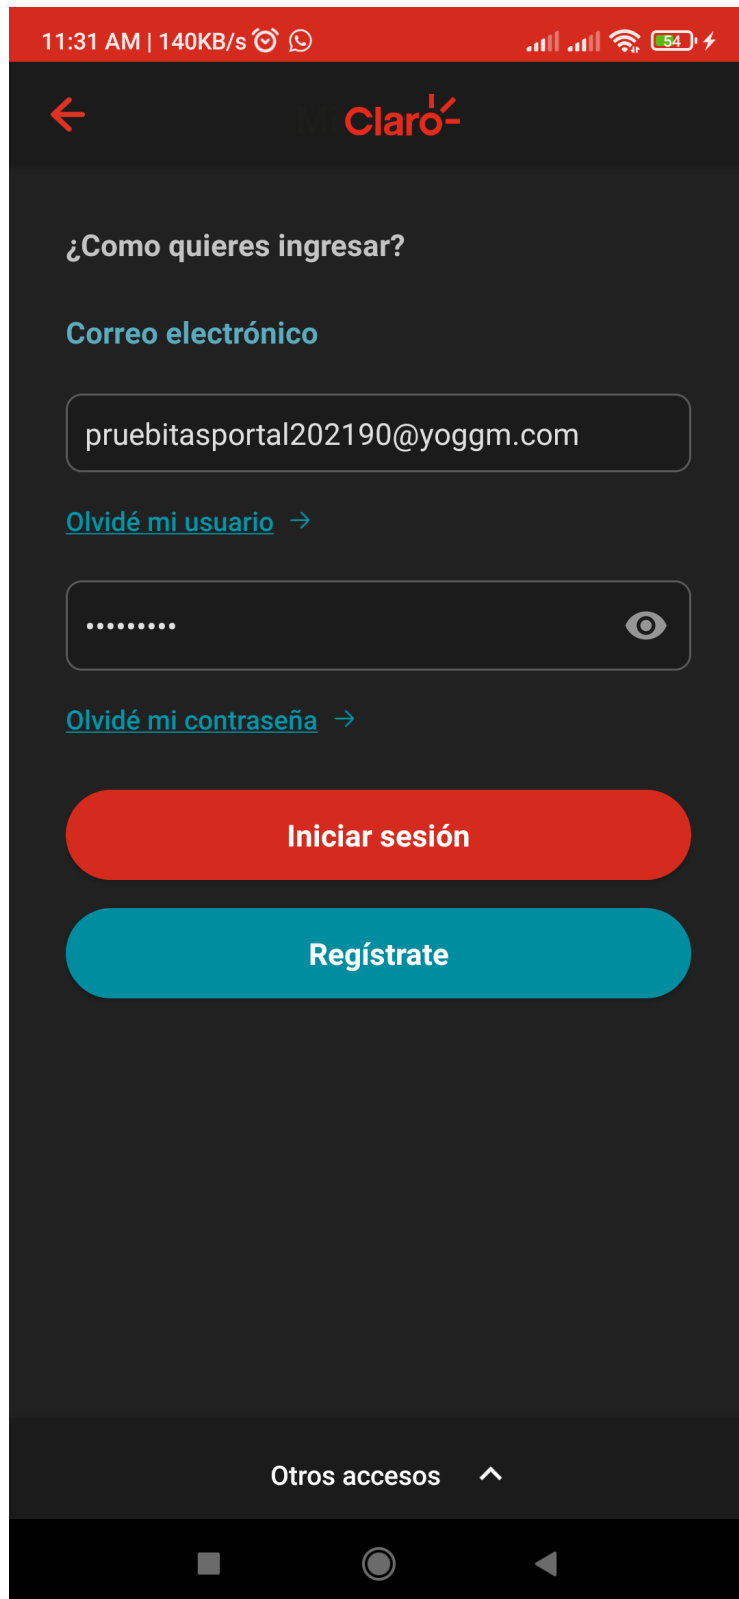 11:31 AM | 140KB/s
54
Mi Claro
¿Como quieres ingresar?
Correo electrónico
pruebitasportal202190@yoggm.com
Olvidé mi usuario →
•••••••••
Olvidé mi contraseña →
Iniciar sesión
Regístrate
Otros accesos